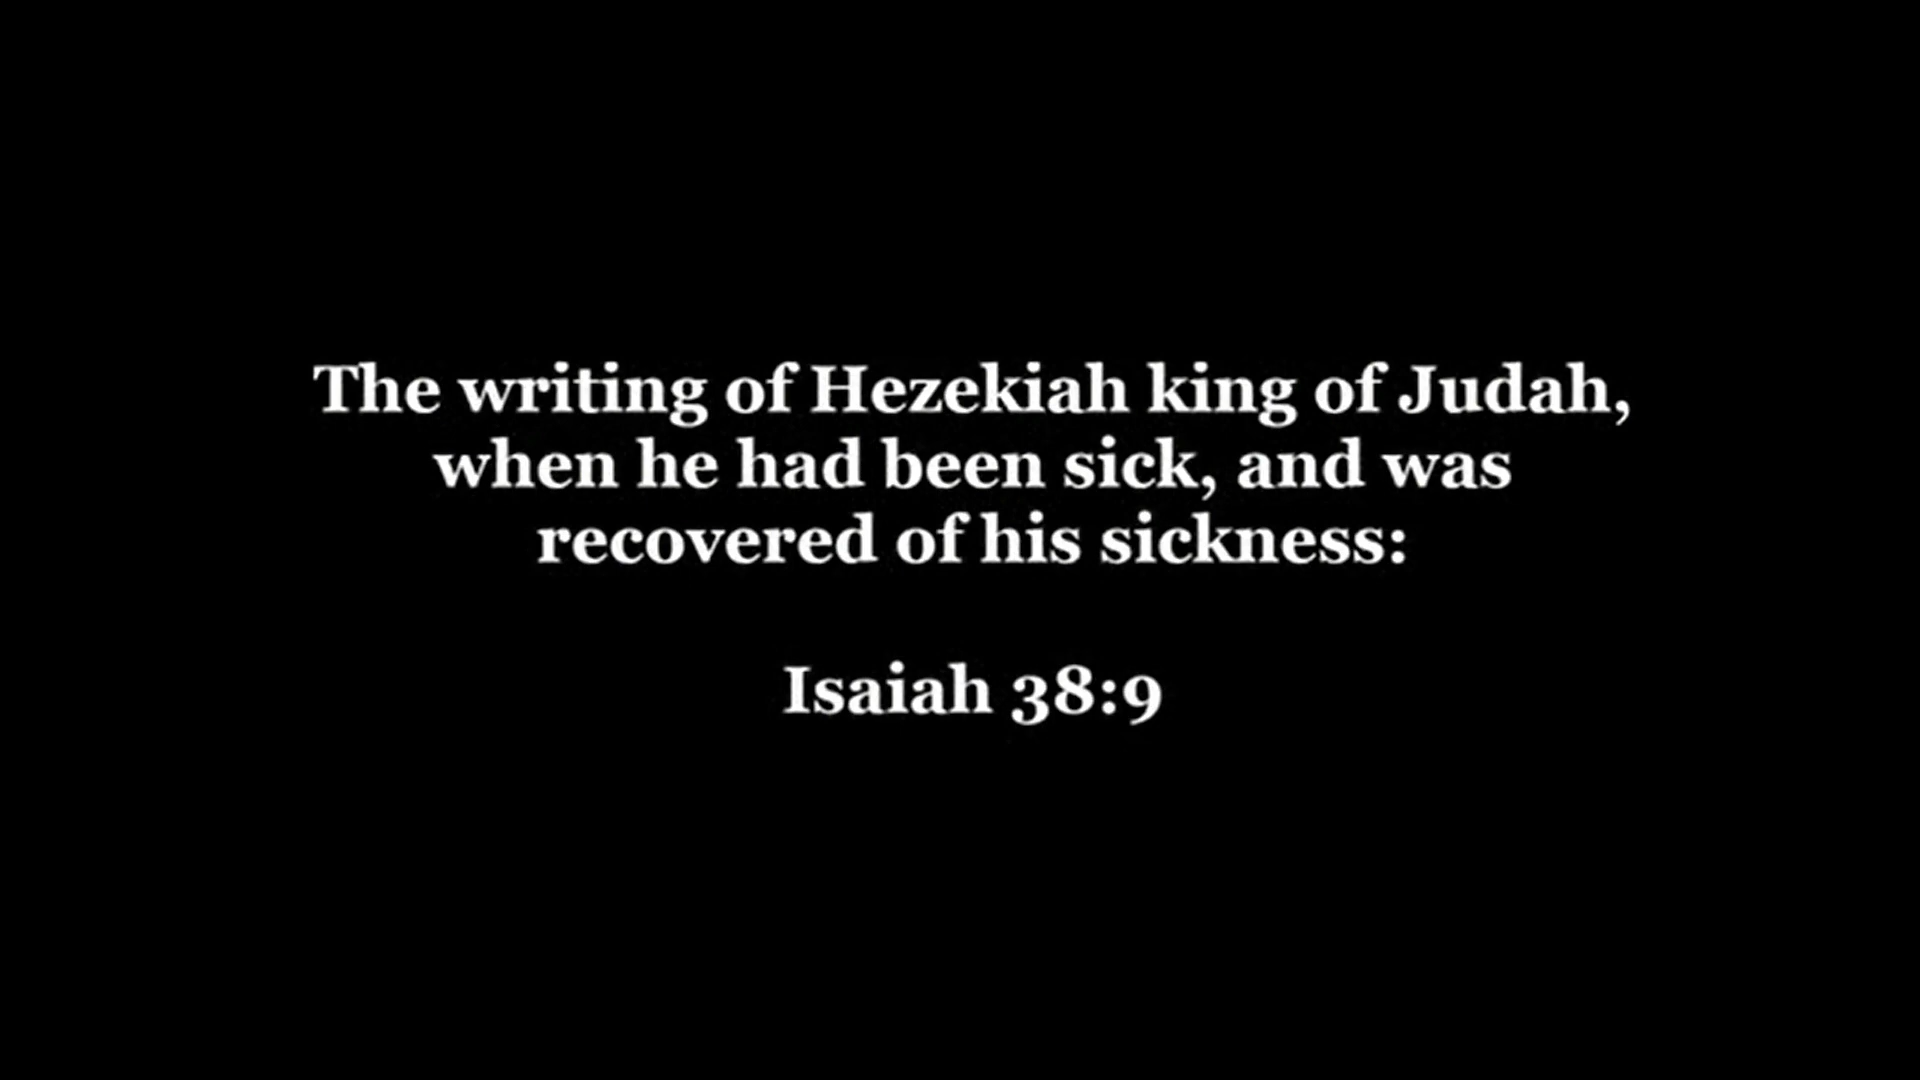 The writing of Hezekiah king of Judah,
when he had been sick, and was
recovered of his sickness:
Isaiah 38:9